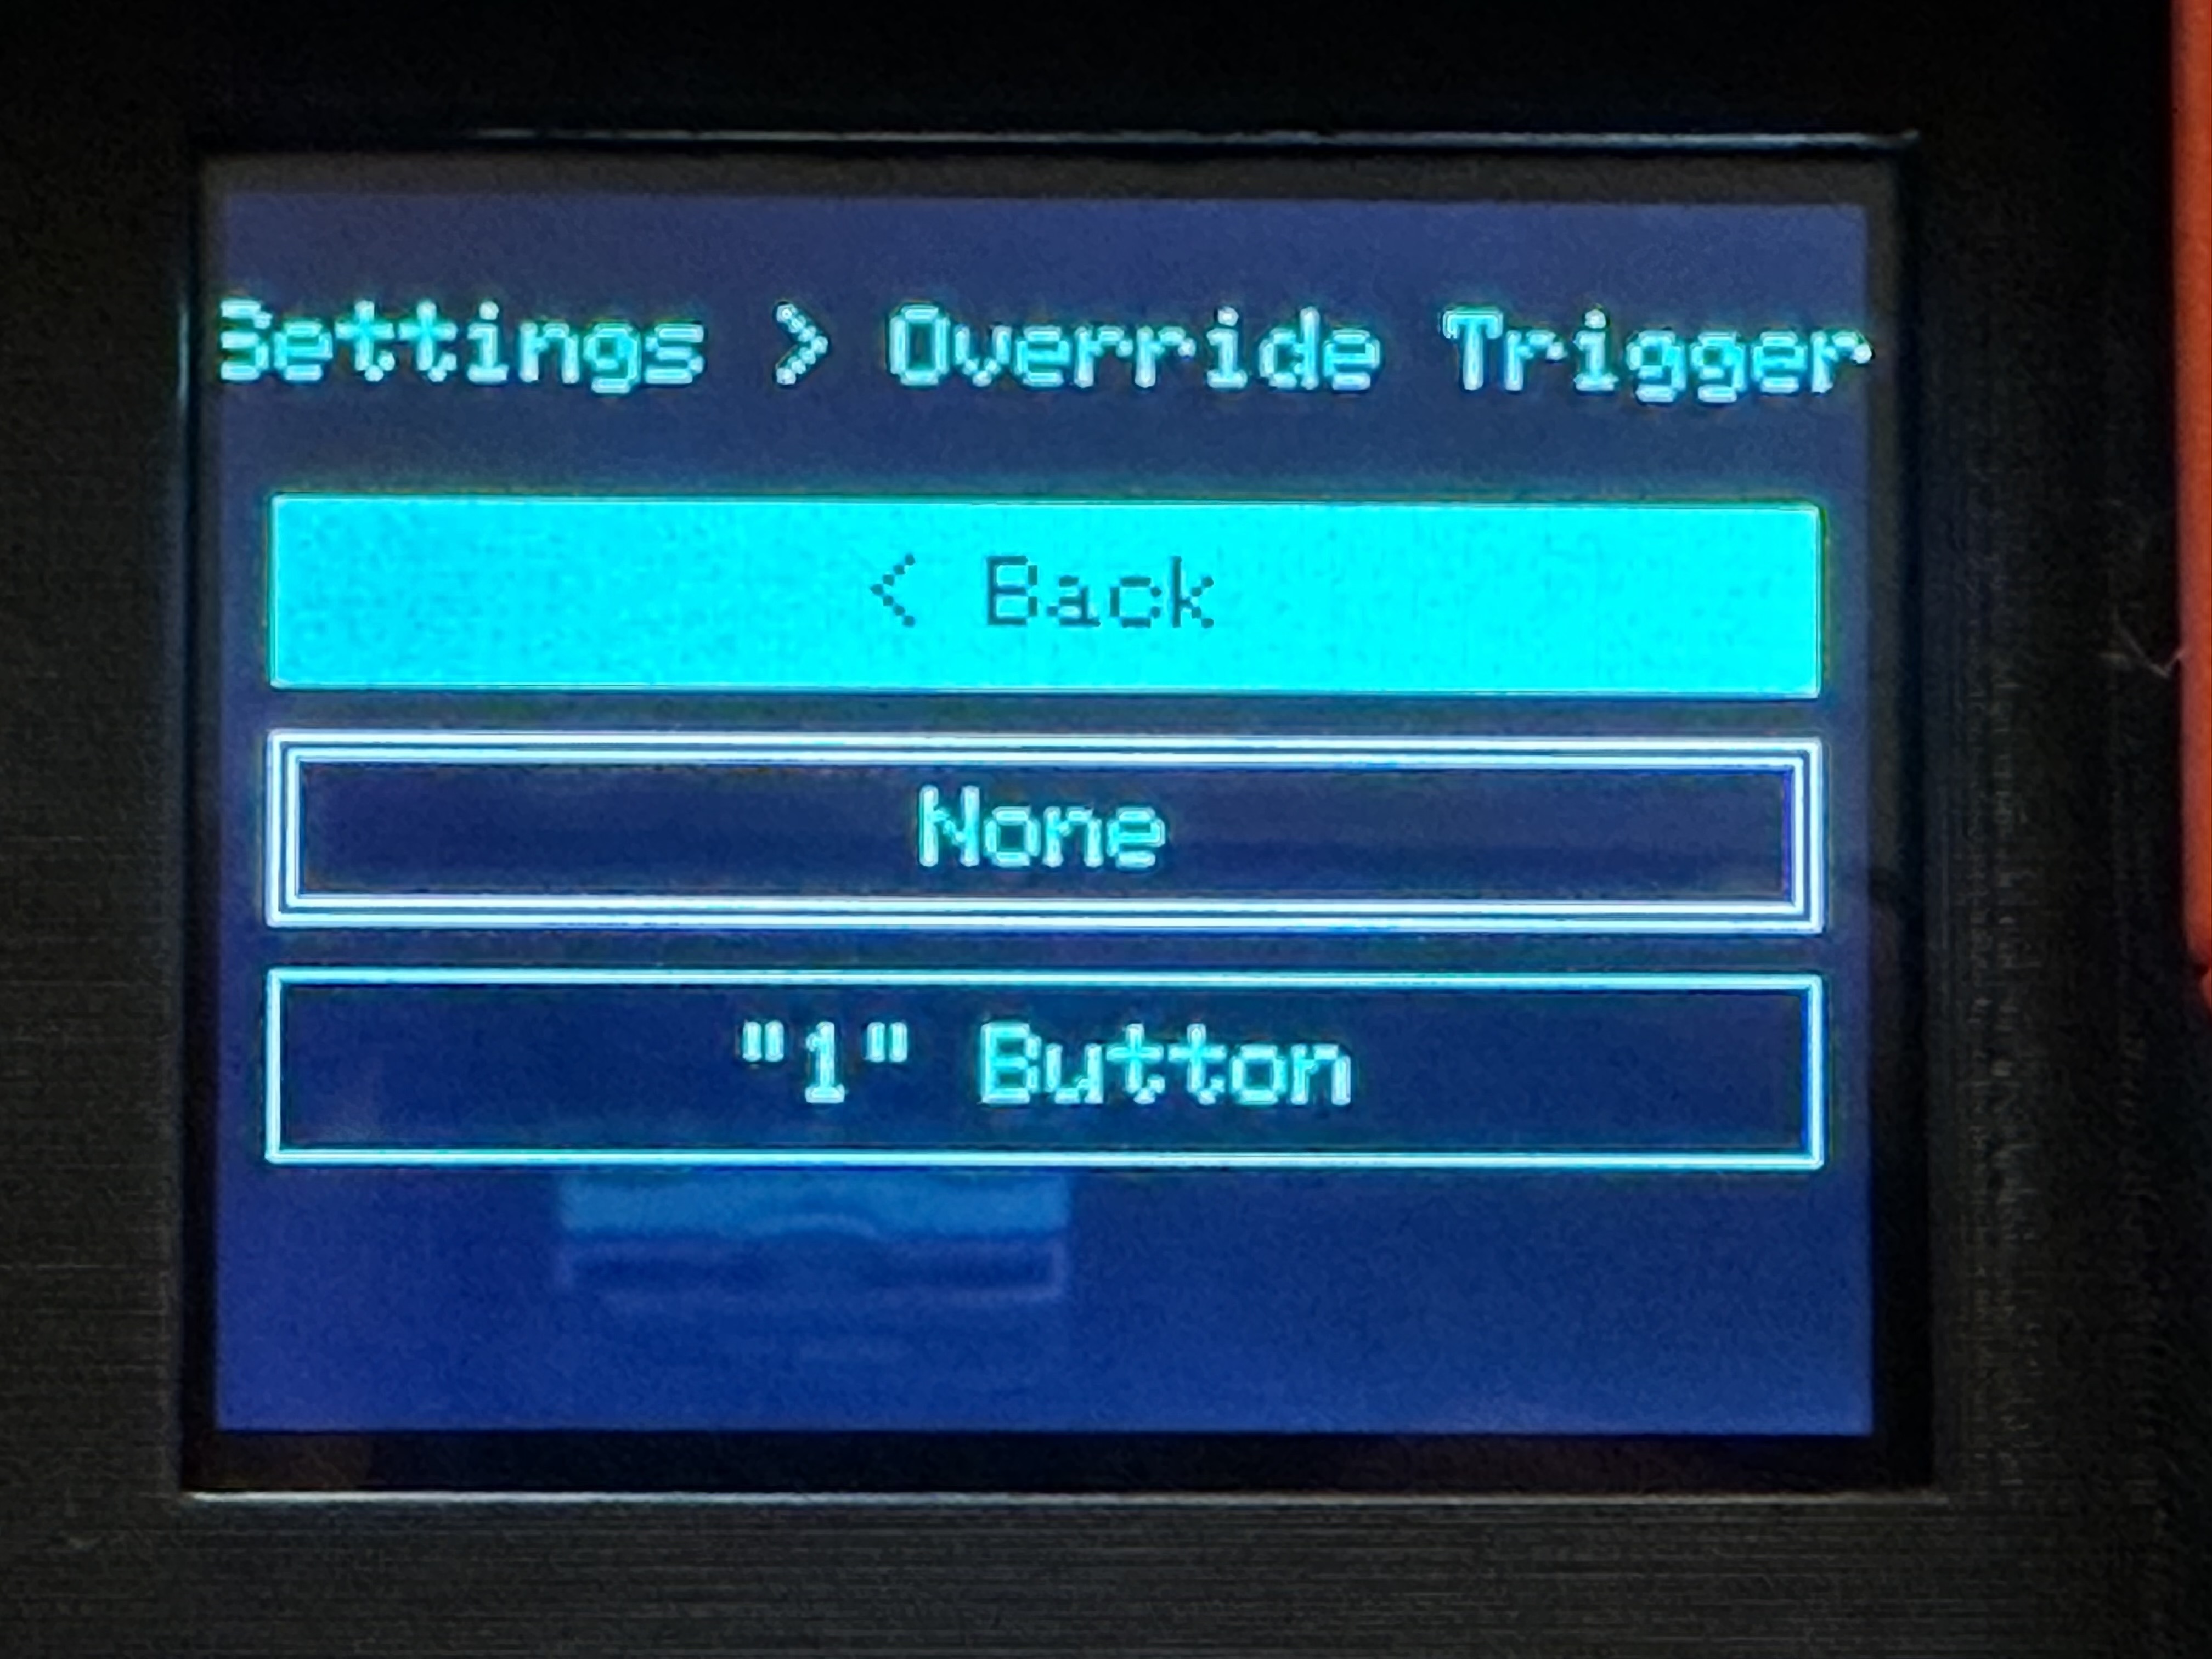 Settings > Override Trigger
< Back
None
"1" Button